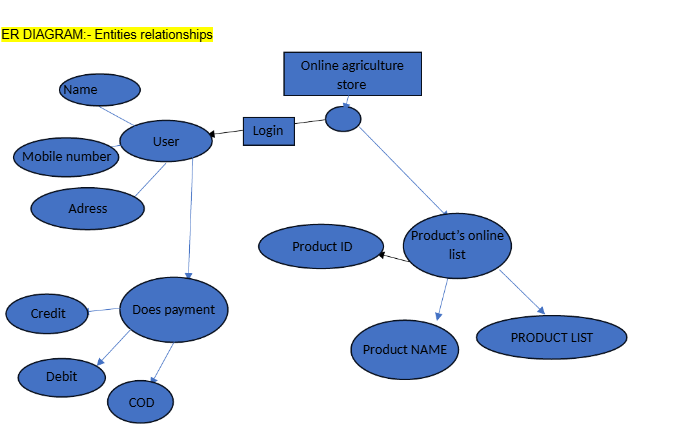 ER DIAGRAM:- Entities relationships
Online agriculture
store
Name
Login
User
Mobile number
Adress
Product's online
list
Product ID
Does payment
Credit
PRODUCT LIST
Product NAME
Debit
COD